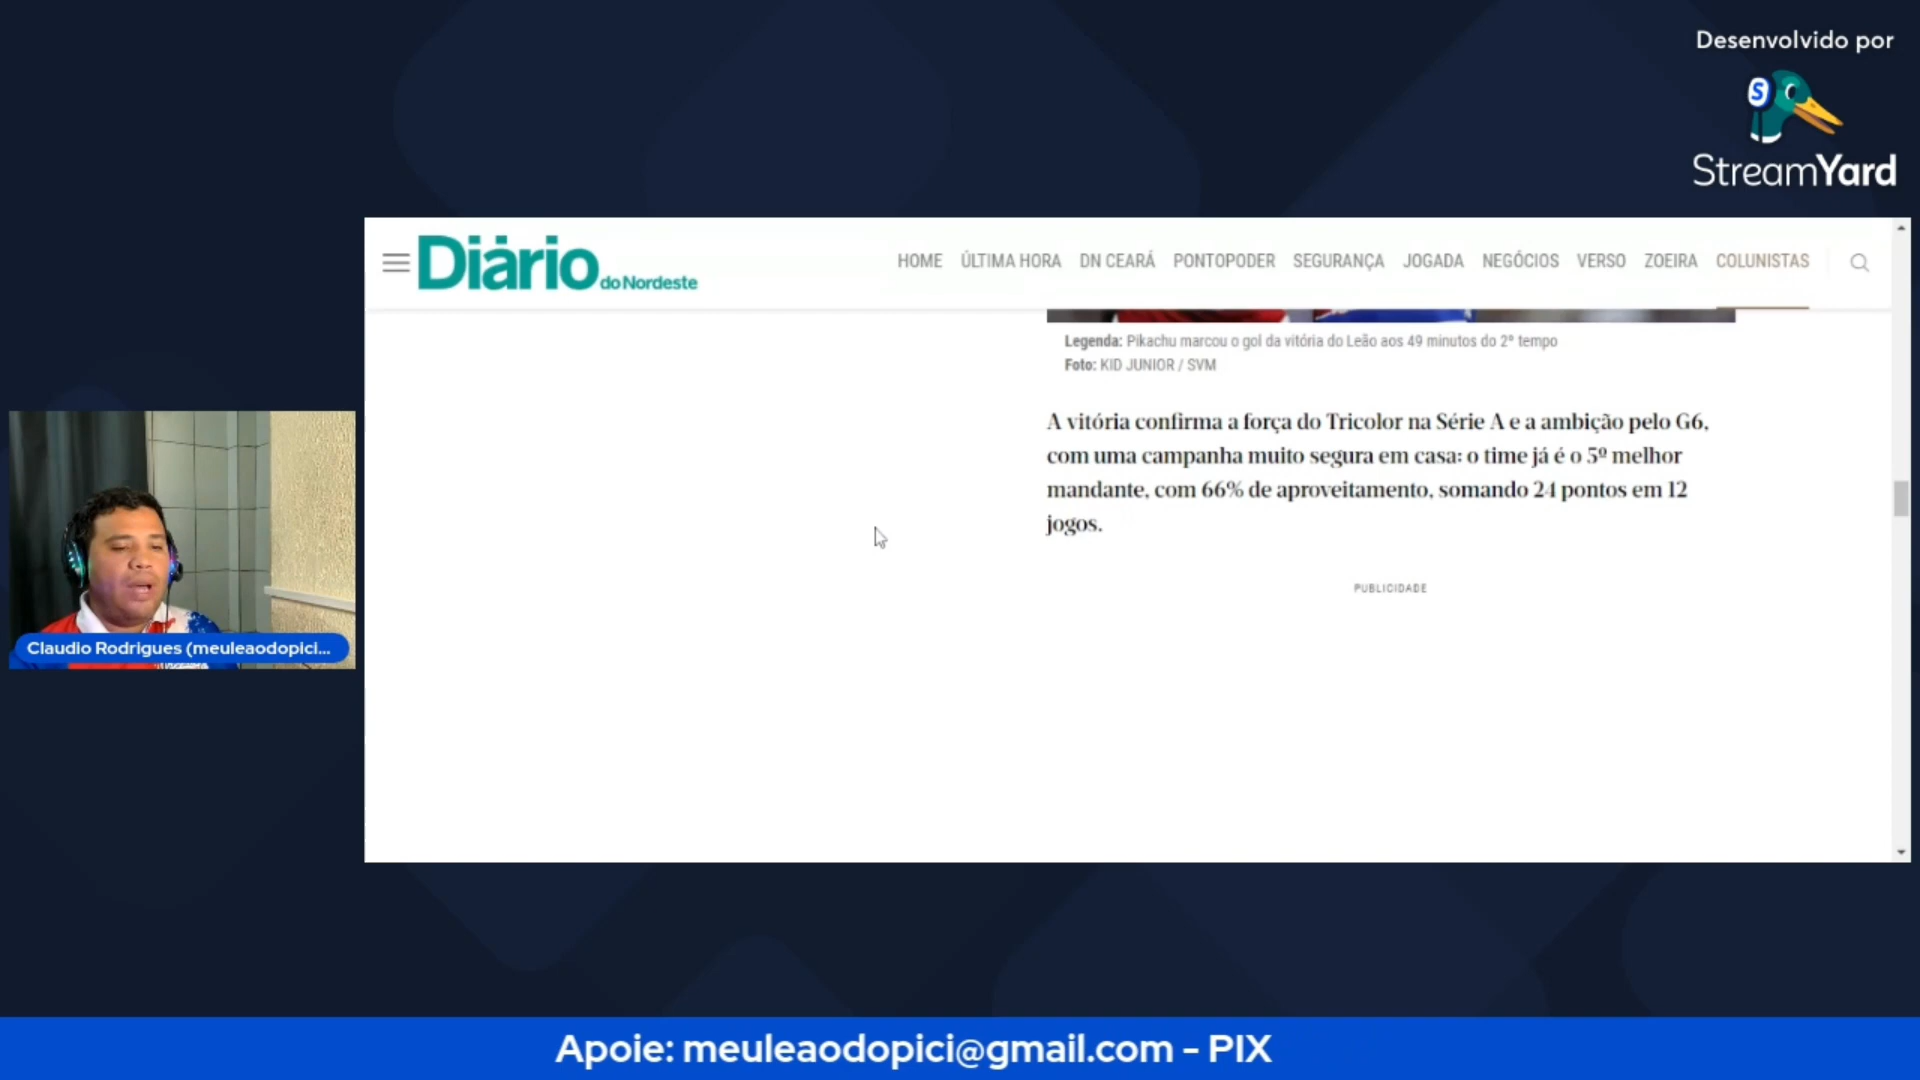 Desenvolvido por
S
StreamYard
Diário do Nordeste
HOME ÚLTIMA HORA DN CEARÁ PONTOPODER SEGURANÇA JOGADA NEGÓCIOS VERSO ZOEIRA COLUNISTAS
Legenda: Pikachu marcou o gol da vitória do Leão aos 49 minutos do 2º tempo
Foto: KID JUNIOR / SVM
A vitória confirma a força do Tricolor na Série A e a ambição pelo G6,
com uma campanha muito segura em casa: o time já é o 5º melhor
mandante, com 66% de aproveitamento, somando 24 pontos em 12
jogos.
PUBLICIDADE
Claudio Rodrigues (meuleaodopici...
Apoie: meuleaodopici@gmail.com - PIX